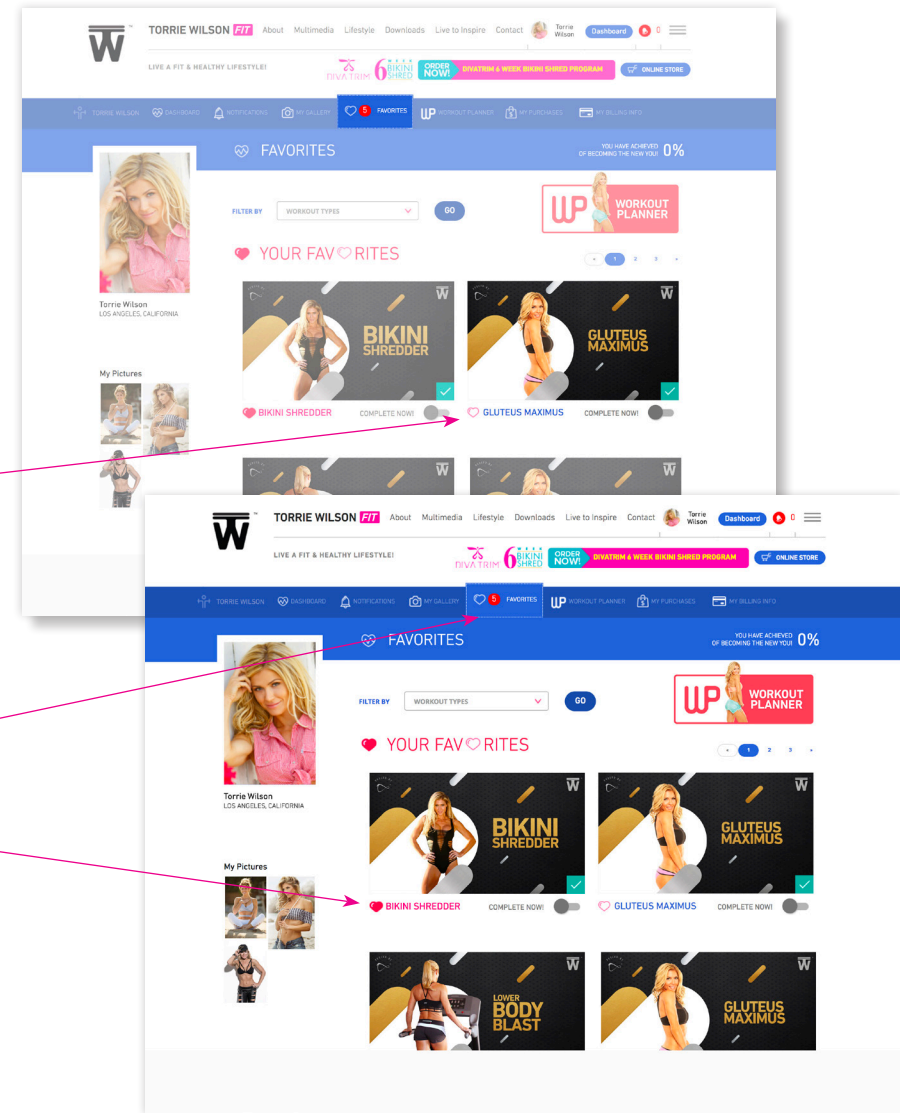 TORRIE WILSON FIT About Multimedia Lifestyle Downloads Live to Inspire Contact Torrie Wilson Dashboard 0
LIVE A FIT & HEALTHY LIFESTYLE!
DIVATRIM 6 WEEK BIKINI SHRED ORDER NOW! DIVATRIM 6 WEEK BIKINI SHRED PROGRAM ONLINE STORE
TORRIE WILSON DASHBOARD NOTIFICATIONS MY GALLERY 5 FAVORITES WP WORKOUT PLANNER MY PURCHASES MY BILLING INFO
FAVORITES
YOU HAVE ACHIEVED
OF BECOMING THE NEW YOU! 0%
FILTER BY WORKOUT TYPES GO
WP WORKOUT
PLANNER
YOUR FAV RITES
« 1 2 3 »
Torrie Wilson
LOS ANGELES, CALIFORNIA
BIKINI
SHREDDER
GLUTEUS
MAXIMUS
My Pictures
BIKINI SHREDDER COMPLETE NOW!
GLUTEUS MAXIMUS COMPLETE NOW!
TORRIE WILSON FIT About Multimedia Lifestyle Downloads Live to Inspire Contact Torrie Wilson Dashboard 0
LIVE A FIT & HEALTHY LIFESTYLE!
DIVATRIM 6 BIKINI SHRED ORDER NOW! DIVATRIM 6 WEEK BIKINI SHRED PROGRAM ONLINE STORE
TORRIE WILSON DASHBOARD NOTIFICATIONS MY GALLERY 5 FAVORITES WP WORKOUT PLANNER MY PURCHASES MY BILLING INFO
FAVORITES
YOU HAVE ACHIEVED
OF BECOMING THE NEW YOU! 0%
FILTER BY WORKOUT TYPES GO
WP WORKOUT
PLANNER
YOUR FAV RITES
« 1 2 3 »
Torrie Wilson
LOS ANGELES, CALIFORNIA
BIKINI
SHREDDER
GLUTEUS
MAXIMUS
My Pictures
BIKINI SHREDDER COMPLETE NOW!
GLUTEUS MAXIMUS COMPLETE NOW!
LOWER
BODY
BLAST
GLUTEUS
MAXIMUS